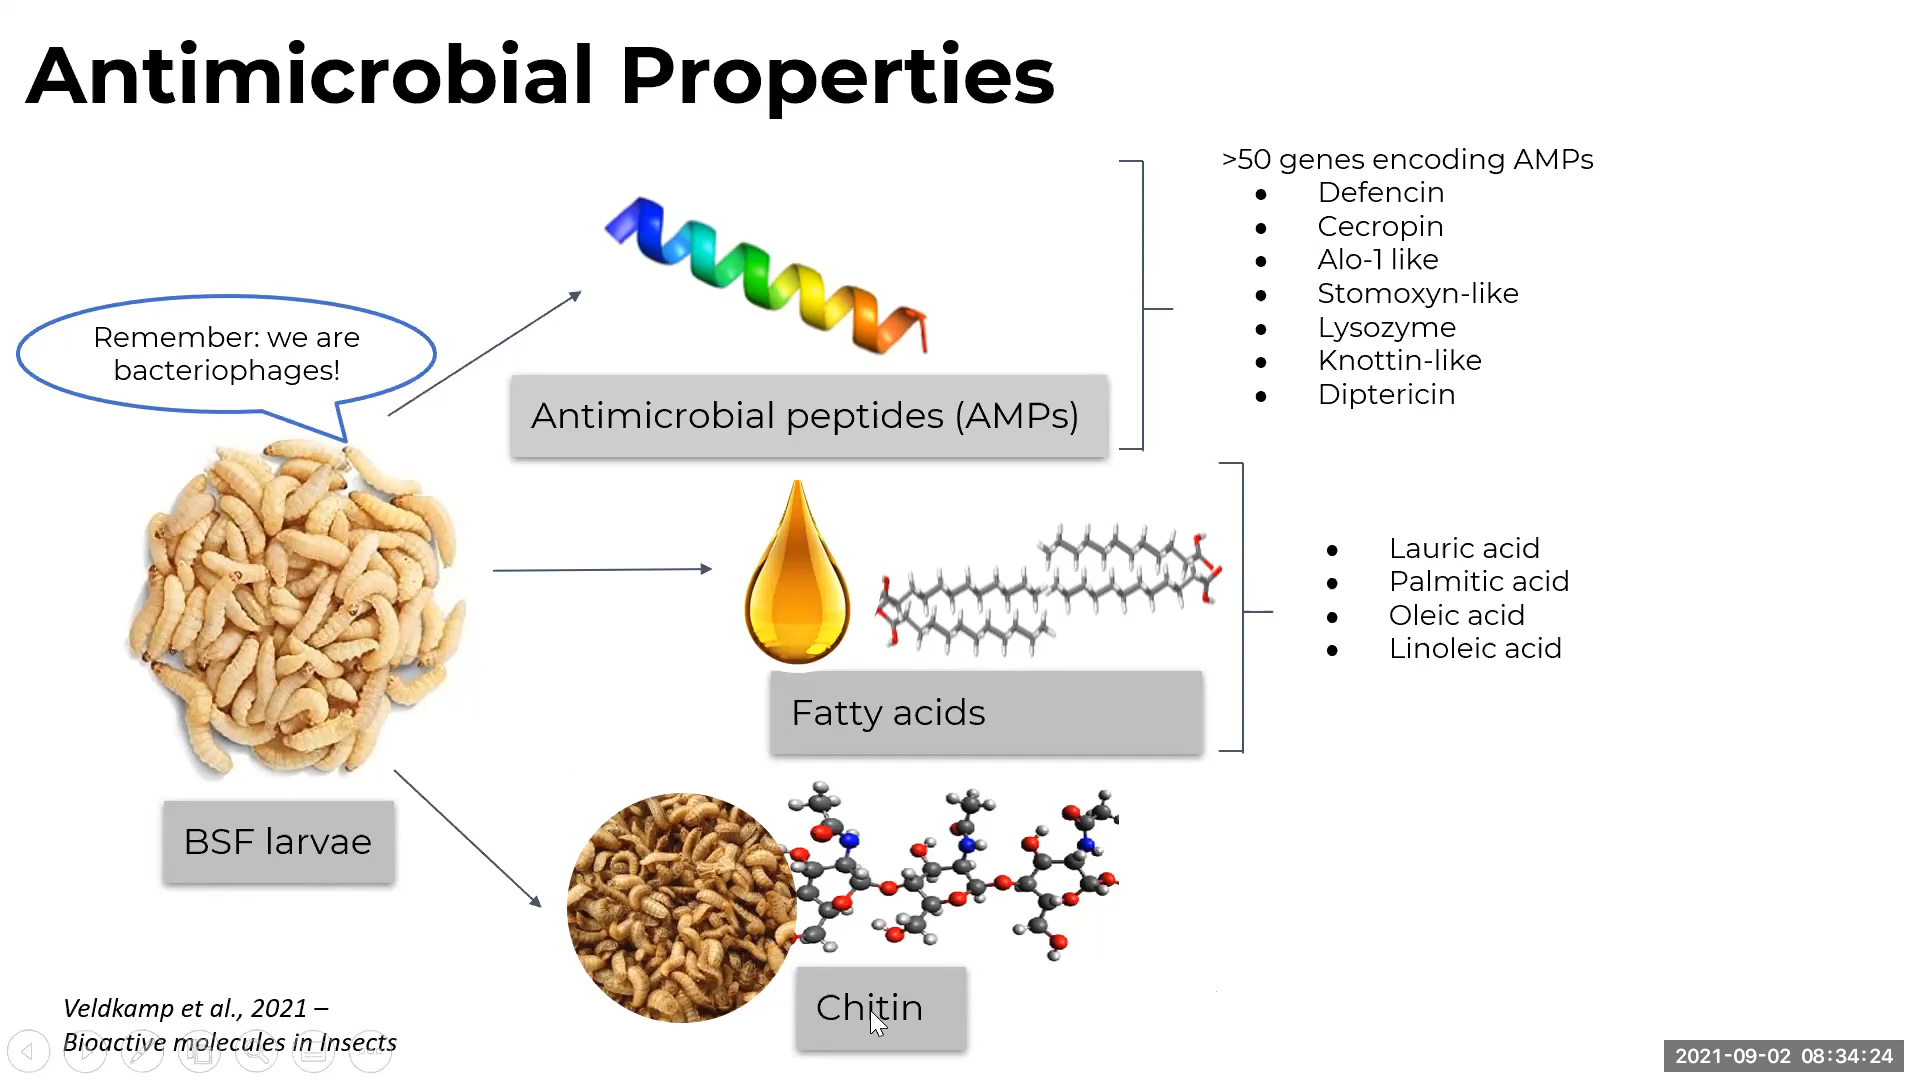 Antimicrobial Properties
>50 genes encoding AMPs
● Defencin
● Cecropin
● Alo-1 like
● Stomoxyn-like
● Lysozyme
● Knottin-like
● Diptericin
Remember: we are
bacteriophages!
Antimicrobial peptides (AMPs)
● Lauric acid
● Palmitic acid
● Oleic acid
● Linoleic acid
Fatty acids
BSF larvae
Chitin
Veldkamp et al., 2021 –
Bioactive molecules in Insects
2021-09-02 08:34:24